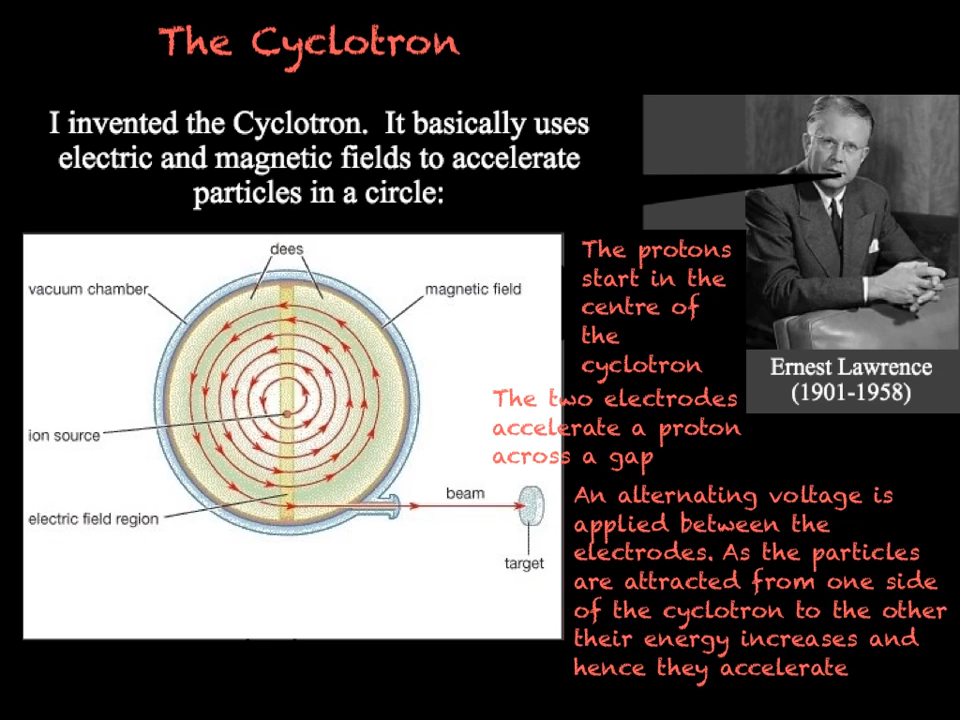 The Cyclotron
I invented the Cyclotron. It basically uses
electric and magnetic fields to accelerate
particles in a circle:
dees
vacuum chamber
magnetic field
ion source
electric field region
beam
target
The protons
start in the
centre of
the
cyclotron
Ernest Lawrence
(1901-1958)
The two electrodes
accelerate a proton
across a gap
An alternating voltage is
applied between the
electrodes. As the particles
are attracted from one side
of the cyclotron to the other
their energy increases and
hence they accelerate